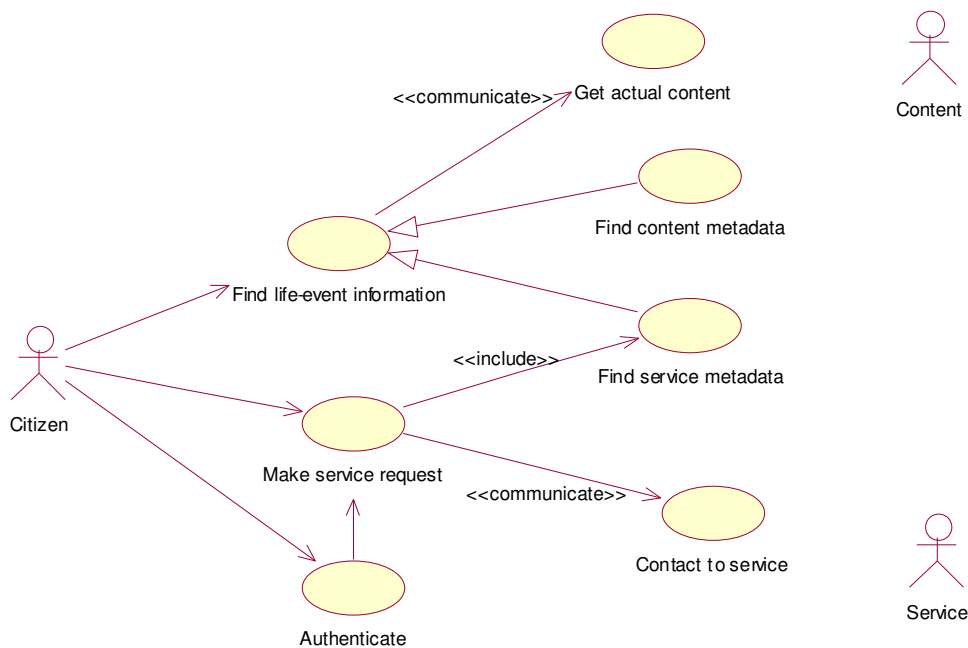 <<communicate>>
Get actual content
Content
Find content metadata
Find life-event information
<<include>>
Find service metadata
Citizen
Make service request
<<communicate>>
Contact to service
Service
Authenticate